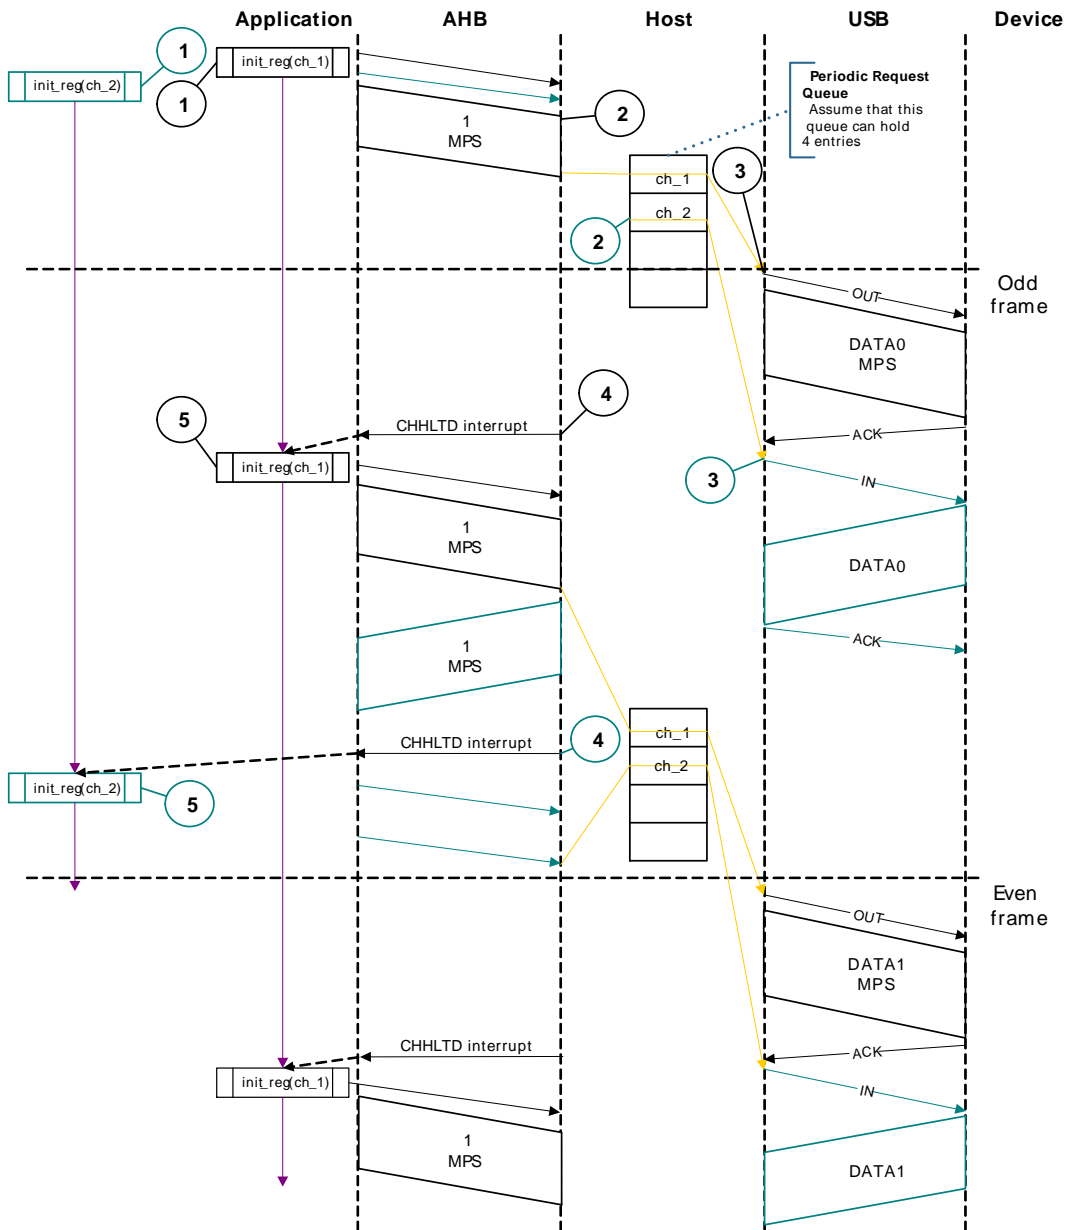 Application
AHB
Host
USB
Device
1
init_reg(ch_1)
init_reg(ch_2)
1
Periodic Request
Queue
Assume that this
queue can hold
4 entries
1
MPS
2
3
ch_1
ch_2
2
Odd
frame
OUT
DATA0
MPS
4
5
CHHLTD interrupt
ACK
init_reg(ch_1)
3
IN
1
MPS
DATA0
ACK
1
MPS
ch_1
4
CHHLTD interrupt
ch_2
init_reg(ch_2)
5
Even
frame
OUT
DATA1
MPS
CHHLTD interrupt
ACK
init_reg(ch_1)
IN
1
MPS
DATA1